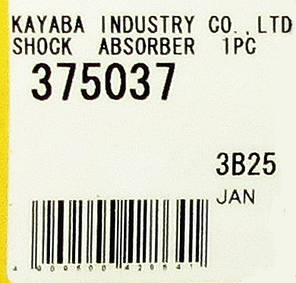 KAYABA INDUSTRY CO.,LTD
SHOCK ABSORBER 1PC
375037
3B25
JAN